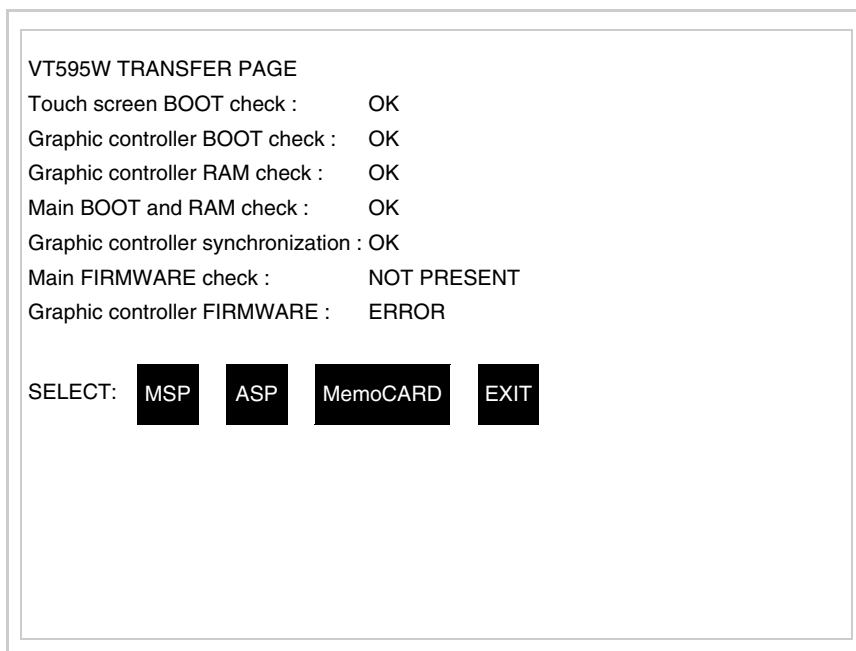 VT595W TRANSFER PAGE
Touch screen BOOT check : OK
Graphic controller BOOT check : OK
Graphic controller RAM check : OK
Main BOOT and RAM check : OK
Graphic controller synchronization : OK
Main FIRMWARE check : NOT PRESENT
Graphic controller FIRMWARE : ERROR
SELECT: MSP ASP MemoCARD EXIT